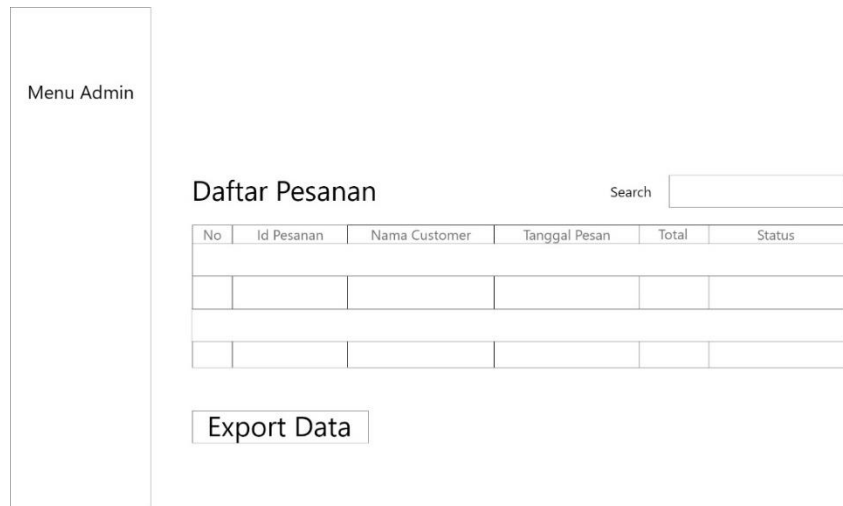 Menu Admin
Daftar Pesanan
Search
No Id Pesanan Nama Customer Tanggal Pesan Total Status
Export Data